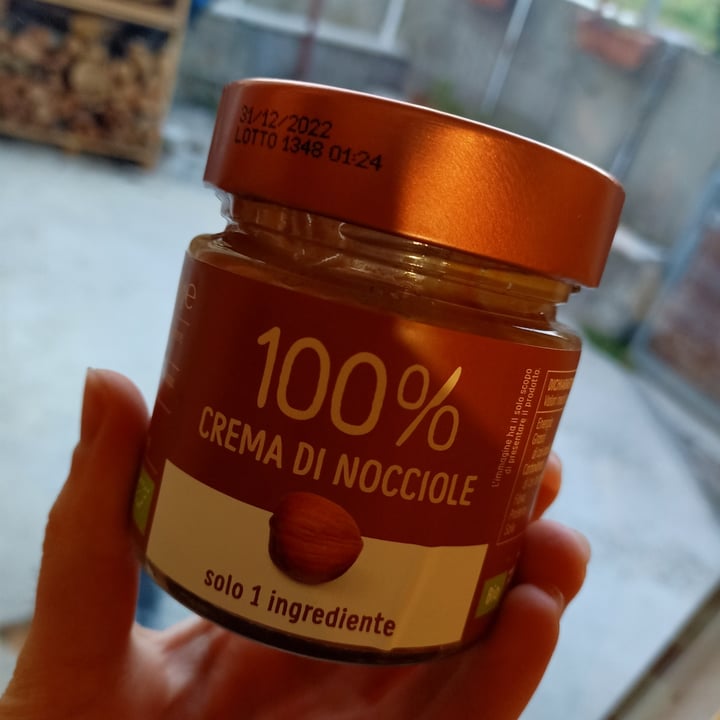 31/12/2022
LOTTO 1348 01:24
100%
CREMA DI NOCCIOLE
solo 1 ingrediente
L'immagine ha il solo scopo
di presentare il prodotto.